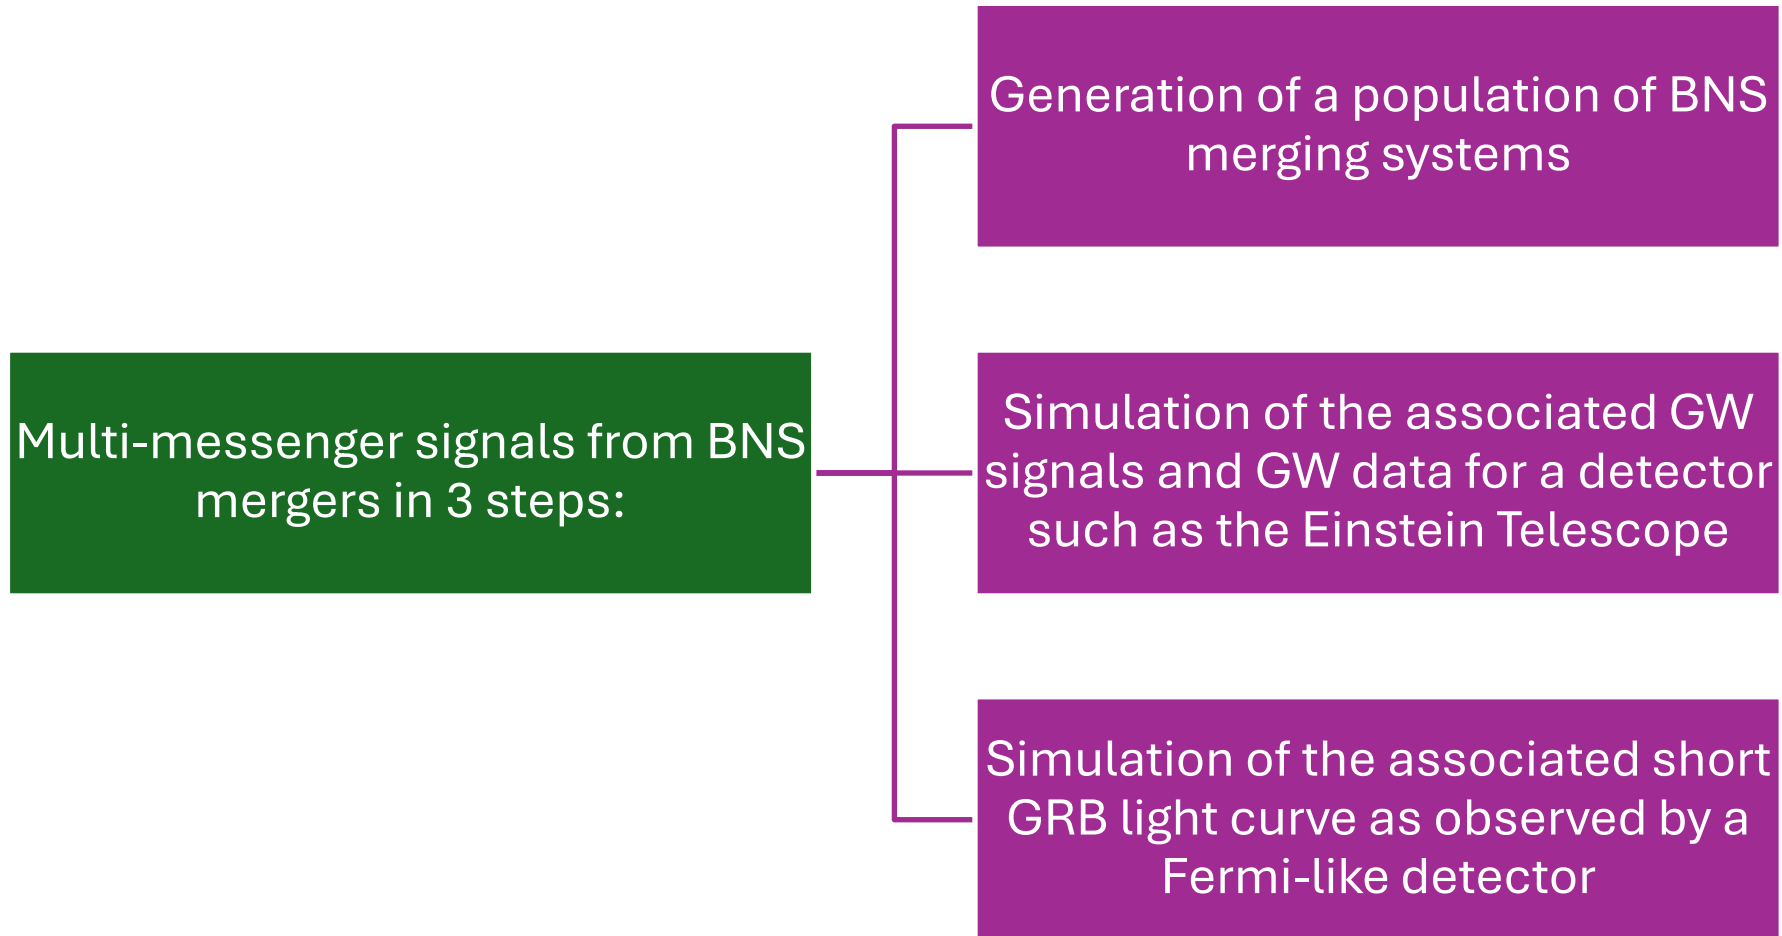 Multi-messenger signals from BNS
mergers in 3 steps:
Generation of a population of BNS
merging systems
Simulation of the associated GW
signals and GW data for a detector
such as the Einstein Telescope
Simulation of the associated short
GRB light curve as observed by a
Fermi-like detector